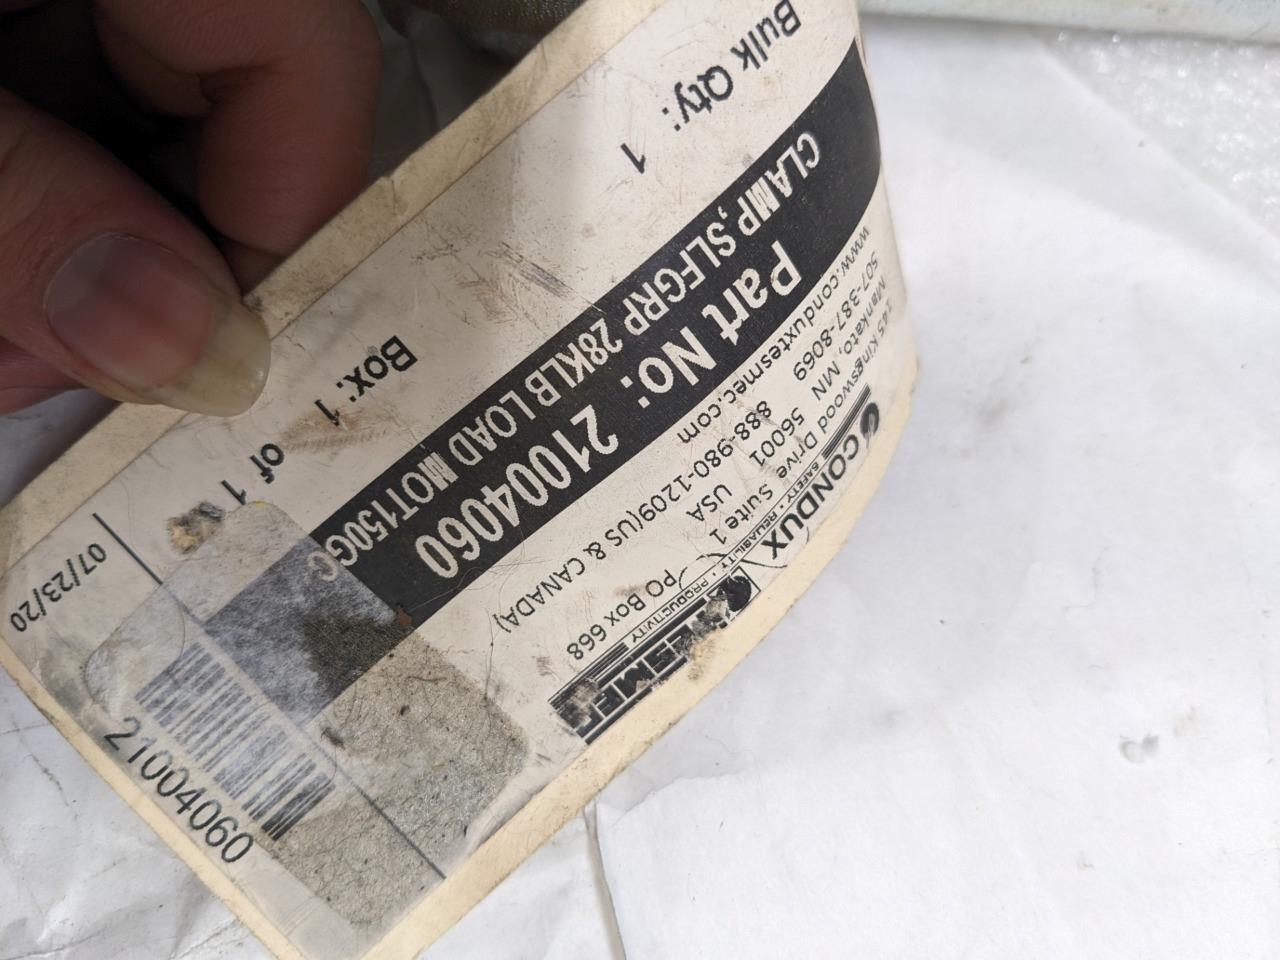 CONDUX TESMEC
SAFETY • RELIABILITY • PRODUCTIVITY
145 Kingswood Drive Suite 1 PO Box 668
Mankato, MN 56001 USA
507-387-8069 888-980-1209(US & CANADA)
www.conduxtesmec.com
Part No: 21004060
CLAMP,SLFGRP 28KLB LOAD MOT150GC
Bulk Qty: 1
Box: 1 of 1
07/23/20
21004060